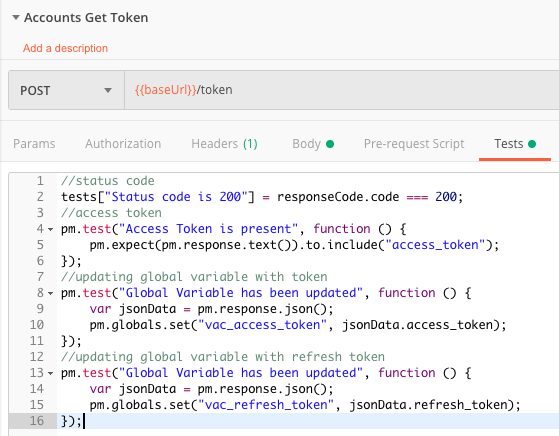 Accounts Get Token
Add a description
POST {{baseUrl}}/token
Params Authorization Headers (1) Body Pre-request Script Tests
1 //status code
2 tests["Status code is 200"] = responseCode.code === 200;
3 //access token
4 pm.test("Access Token is present", function () {
5 pm.expect(pm.response.text()).to.include("access_token");
6 });
7 //updating global variable with token
8 pm.test("Global Variable has been updated", function () {
9 var jsonData = pm.response.json();
10 pm.globals.set("vac_access_token", jsonData.access_token);
11 });
12 //updating global variable with refresh token
13 pm.test("Global Variable has been updated", function () {
14 var jsonData = pm.response.json();
15 pm.globals.set("vac_refresh_token", jsonData.refresh_token);
16 });